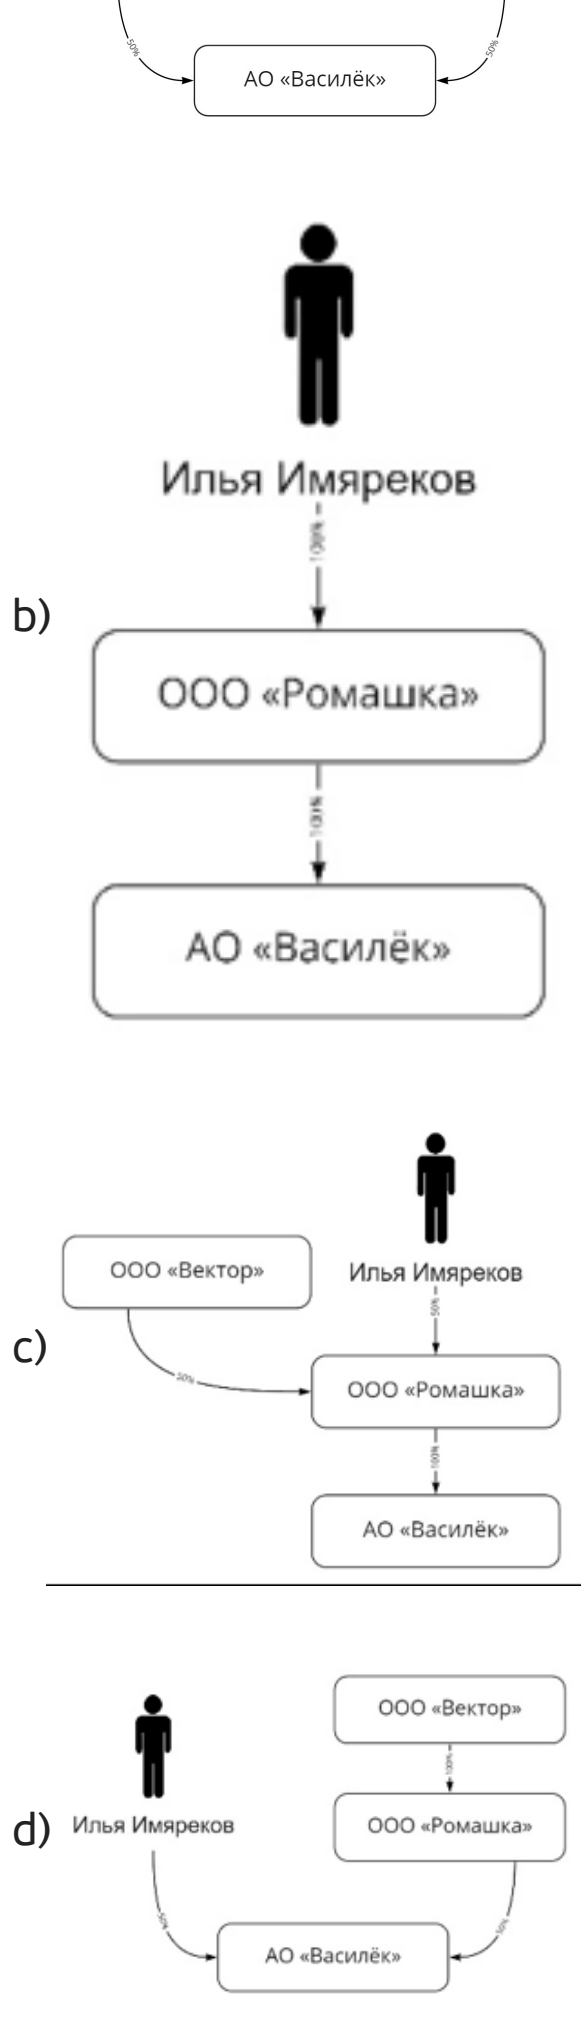 50%
50%
АО «Василёк»
Илья Имяреков
100%
b)
ООО «Ромашка»
100%
АО «Василёк»
ООО «Вектор»
Илья Имяреков
50%
c)
50%
ООО «Ромашка»
100%
АО «Василёк»
ООО «Вектор»
100%
d)
Илья Имяреков
ООО «Ромашка»
50%
50%
АО «Василёк»